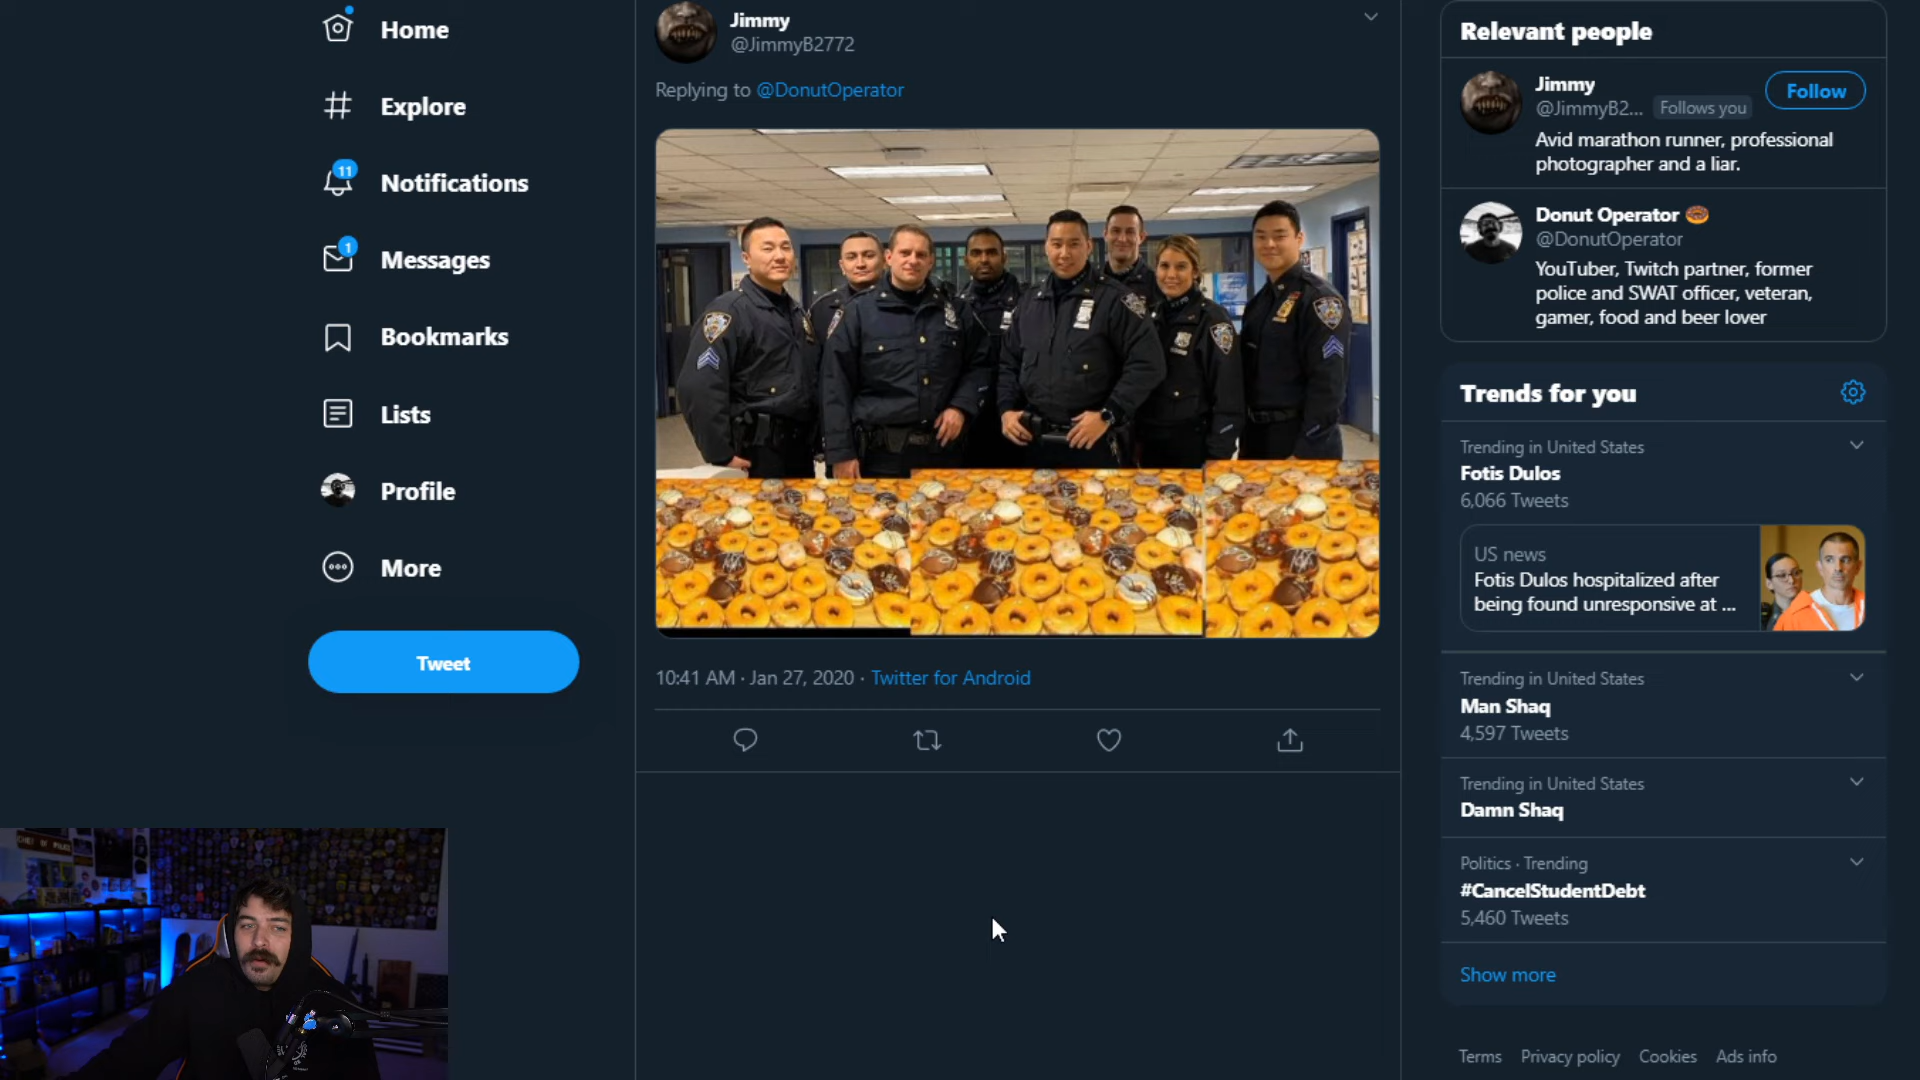 Home
Explore
11
Notifications
1
Messages
Bookmarks
Lists
Profile
More
Tweet
Jimmy
@JimmyB2772
Replying to @DonutOperator
10:41 AM · Jan 27, 2020 · Twitter for Android
Relevant people
Jimmy
@JimmyB2... Follows you
Follow
Avid marathon runner, professional
photographer and a liar.
Donut Operator 🍩
@DonutOperator
YouTuber, Twitch partner, former
police and SWAT officer, veteran,
gamer, food and beer lover
Trends for you
Trending in United States
Fotis Dulos
6,066 Tweets
US news
Fotis Dulos hospitalized after
being found unresponsive at ...
Trending in United States
Man Shaq
4,597 Tweets
Trending in United States
Damn Shaq
Politics · Trending
#CancelStudentDebt
5,460 Tweets
Show more
Terms Privacy policy Cookies Ads info
CHIEF OF POLICE